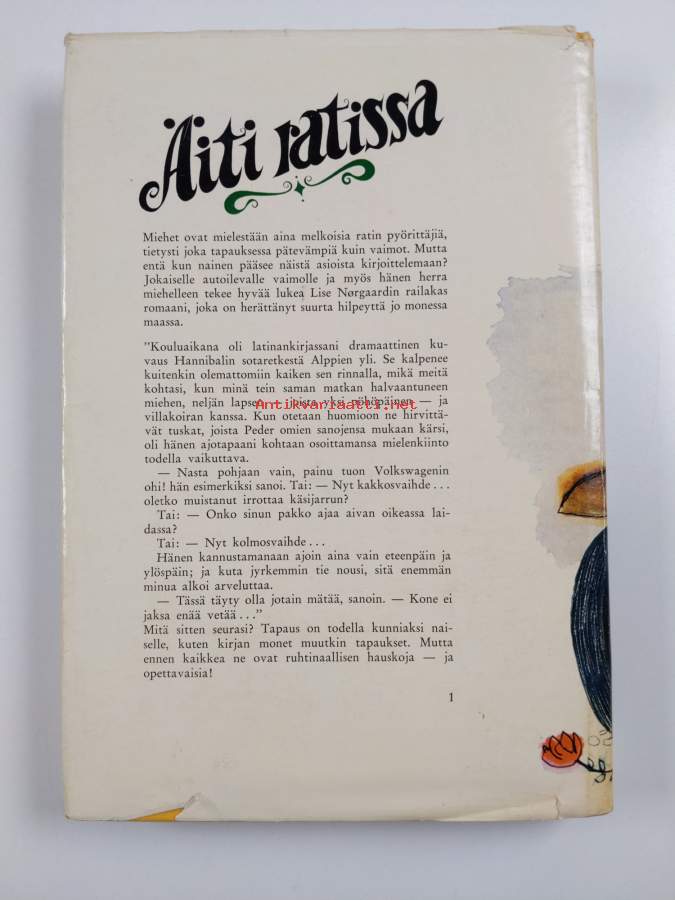 Äiti ratissa
Miehet ovat mielestään aina melkoisia ratin pyörittäjiä,
tietysti joka tapauksessa pätevämpiä kuin vaimot. Mutta
entä kun nainen pääsee näistä asioista kirjoittelemaan?
Jokaiselle autoilevalle vaimolle ja myös hänen herra
miehelleen tekee hyvää lukea Lise Nørgaardin railakas
romaani, joka on herättänyt suurta hilpeyttä jo monessa
maassa.
"Kouluaikana oli latinankirjassani dramaattinen ku-
vaus Hannibalin sotaretkestä Alppien yli. Se kalpenee
kuitenkin olemattomiin kaiken sen rinnalla, mikä meitä
kohtasi, kun minä tein saman matkan halvaantuneen
miehen, neljän lapsen — joista yksi pöhöpäinen — ja
villakoiran kanssa. Kun otetaan huomioon ne hirvittä-
vät tuskat, joista Peder omien sanojensa mukaan kärsi,
oli hänen ajotapaani kohtaan osoittamansa mielenkiinto
todella vaikuttava.
— Nasta pohjaan vain, painu tuon Volkswagenin
ohi! hän esimerkiksi sanoi. Tai: — Nyt kakkosvaihde...
oletko muistanut irrottaa käsijarrun?
Tai: — Onko sinun pakko ajaa aivan oikeassa lai-
dassa?
Tai: — Nyt kolmosvaihde...
Hänen kannustamanaan ajoin aina vain eteenpäin ja
ylöspäin; ja kuta jyrkemmin tie nousi, sitä enemmän
minua alkoi arveluttaa.
— Tässä täyty olla jotain mätää, sanoin. — Kone ei
jaksa enää vetää..."
Mitä sitten seurasi? Tapaus on todella kunniaksi nai-
selle, kuten kirjan monet muutkin tapaukset. Mutta
ennen kaikkea ne ovat ruhtinaallisen hauskoja — ja
opettavaisia!
1
Antikvariaatti.net